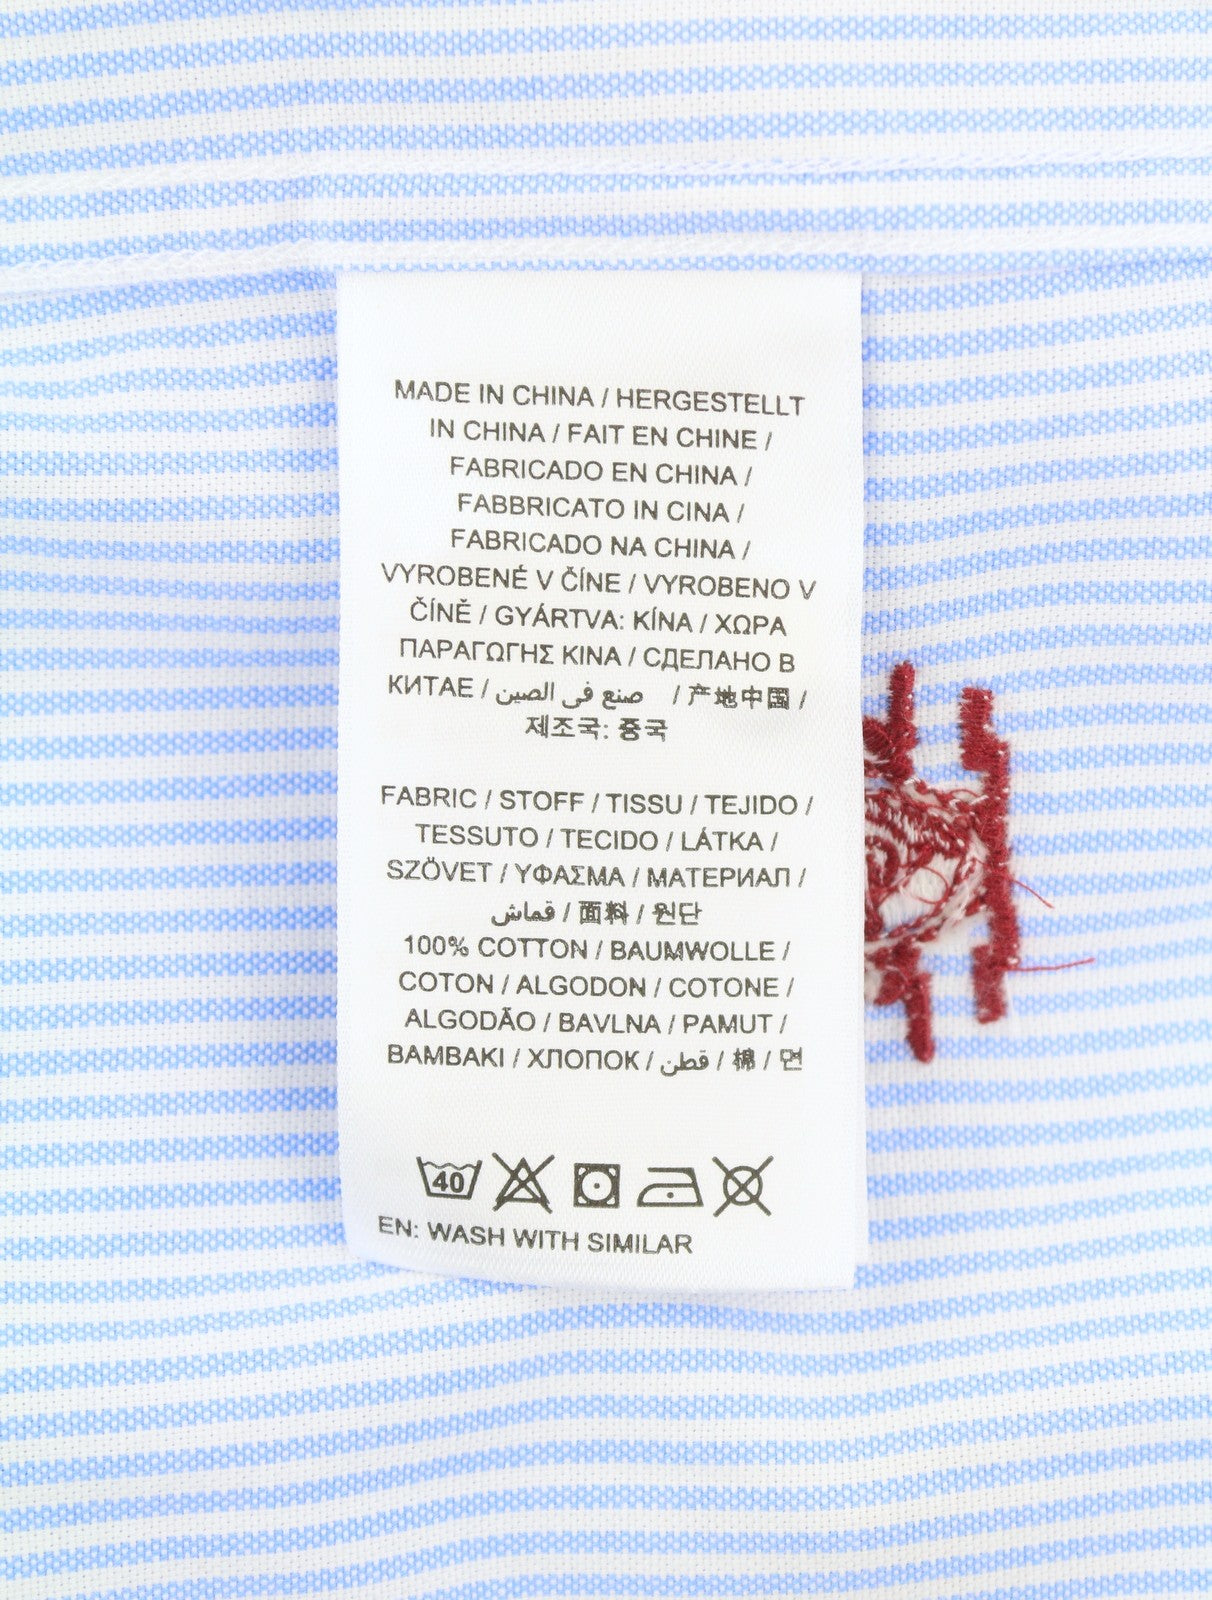 MADE IN CHINA / HERGESTELLT
IN CHINA / FAIT EN CHINE /
FABRICADO EN CHINA /
FABBRICATO IN CINA /
FABRICADO NA CHINA /
VYROBENÉ V ČÍNE / VYROBENO V
ČÍNĚ / GYÁRTVA: KÍNA / ΧΩΡΑ
ΠΑΡΑΓΩΓΗΣ ΚΙΝΑ / СДЕЛАНО В
КИТАЕ / صنع فى الصين / 产地中国 /
제조국: 중국
FABRIC / STOFF / TISSU / TEJIDO /
TESSUTO / TECIDO / LÁTKA /
SZÖVET / ΥΦΑΣΜΑ / МАТЕРИАЛ /
قماش / 面料 / 원단
100% COTTON / BAUMWOLLE /
COTON / ALGODON / COTONE /
ALGODÃO / BAVLNA / PAMUT /
ΒΑΜΒΑΚΙ / ХЛОПОК / قطن / 棉 / 면
40
EN: WASH WITH SIMILAR